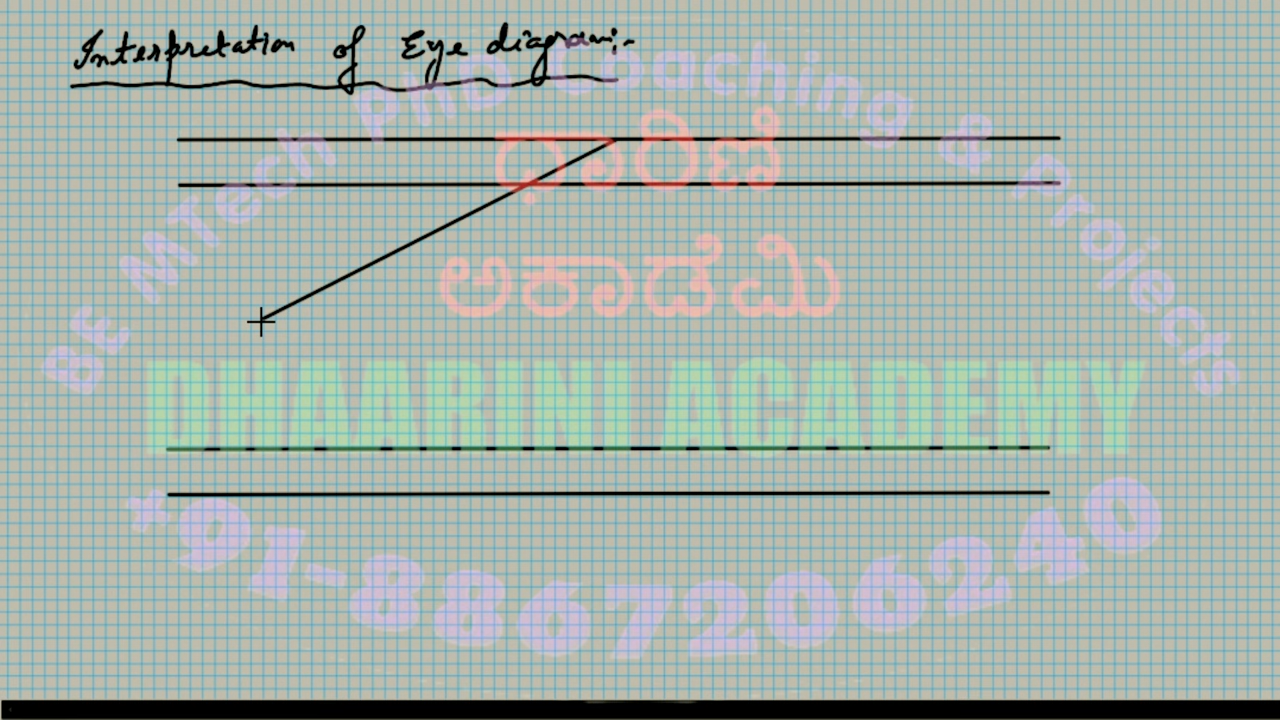 Interpretation of Eye diagram:-
BE MTech PhD Coaching & Projects
ಧಾರಿಣಿ
ಅಕಾಡೆಮಿ
DHAARINI ACADEMY
+91-8867206240